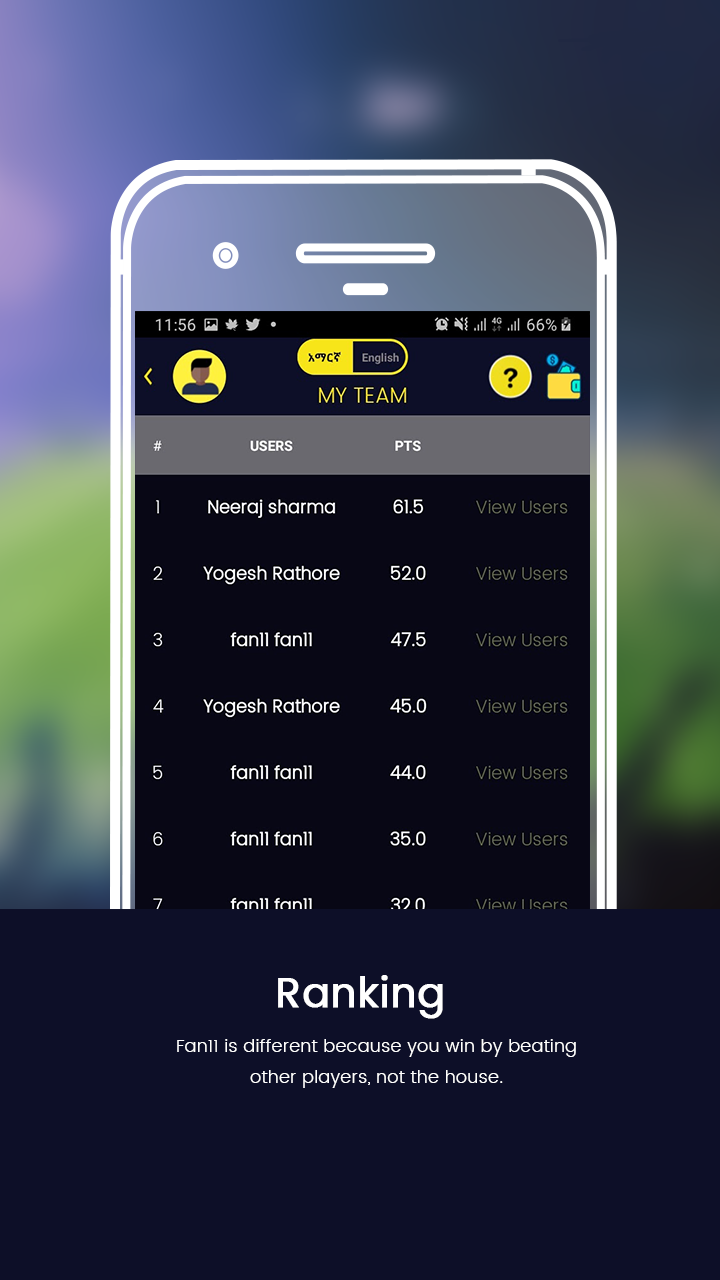 11:56 4G 66%
አማርኛ English
MY TEAM
?
# USERS PTS
1 Neeraj sharma 61.5 View Users
2 Yogesh Rathore 52.0 View Users
3 fan11 fan11 47.5 View Users
4 Yogesh Rathore 45.0 View Users
5 fan11 fan11 44.0 View Users
6 fan11 fan11 35.0 View Users
7 fan11 fan11 32.0 View Users
Ranking
Fan11 is different because you win by beating
other players, not the house.